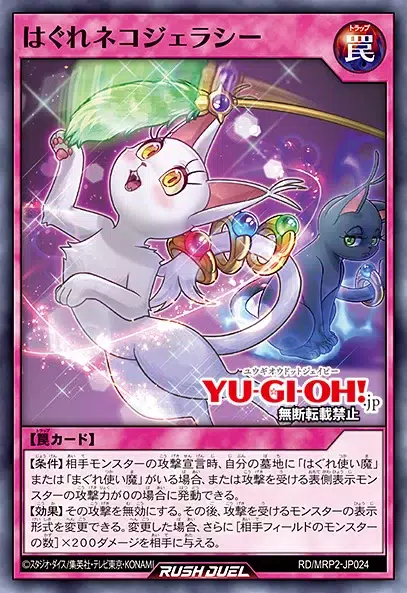 はぐれネコジェラシー
トラップ
罠
ユウギオウドットジェイピー
YU-GI-OH!.jp
無断転載禁止
【罠カード】
【条件】相手モンスターの攻撃宣言時、自分の墓地に「はぐれ使い魔」
または「まぐれ使い魔」がいる場合、または攻撃を受ける表側表示モン
スターの攻撃力が0の場合に発動できる。
【効果】その攻撃を無効にする。その後、攻撃を受けるモンスターの表示
形式を変更できる。変更した場合、さらに[相手フィールドのモンスター
の数]×200ダメージを相手に与える。
©スタジオ・ダイス/集英社・テレビ東京・KONAMI
RUSH DUEL
RD/MRP2-JP024